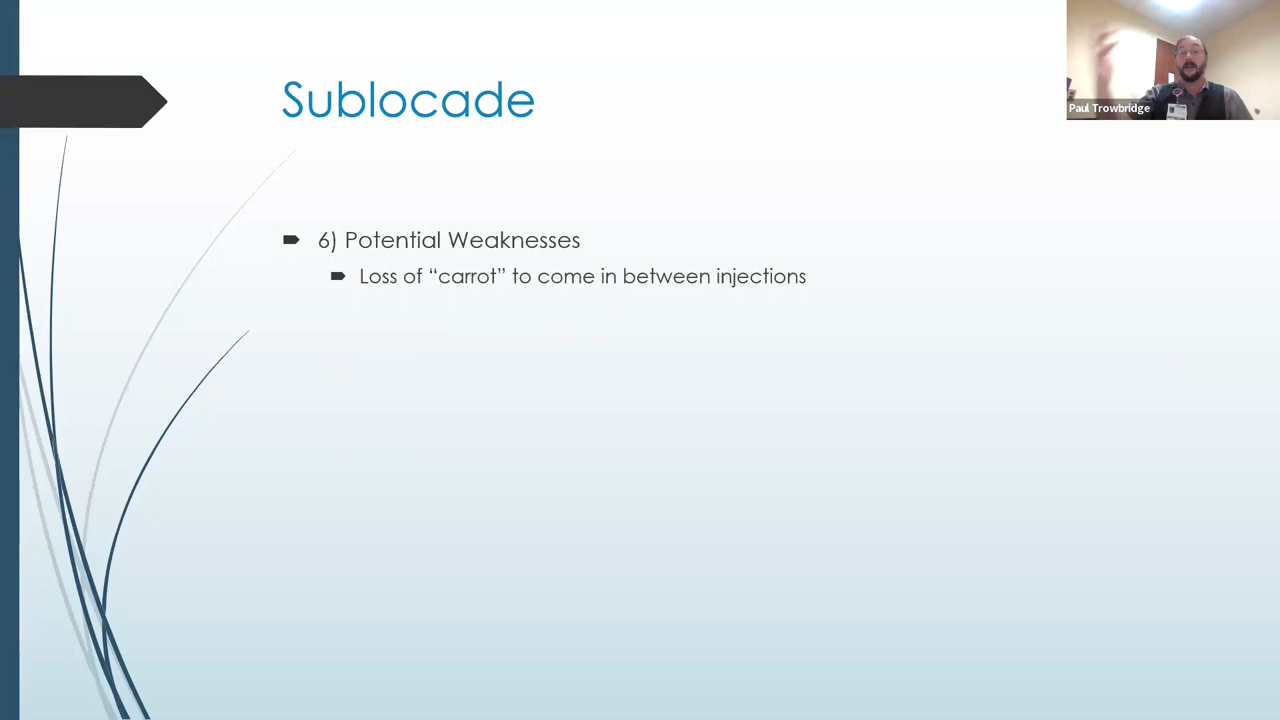 Sublocade
Paul Trowbridge
6) Potential Weaknesses
Loss of “carrot” to come in between injections